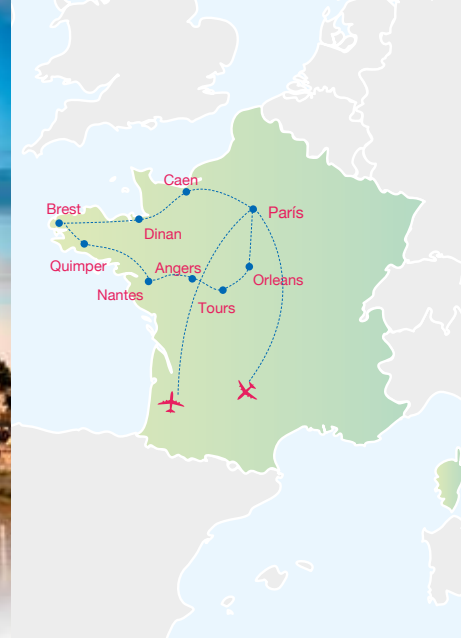 Caen
Brest
París
Dinan
Quimper
Angers
Orleans
Nantes
Tours